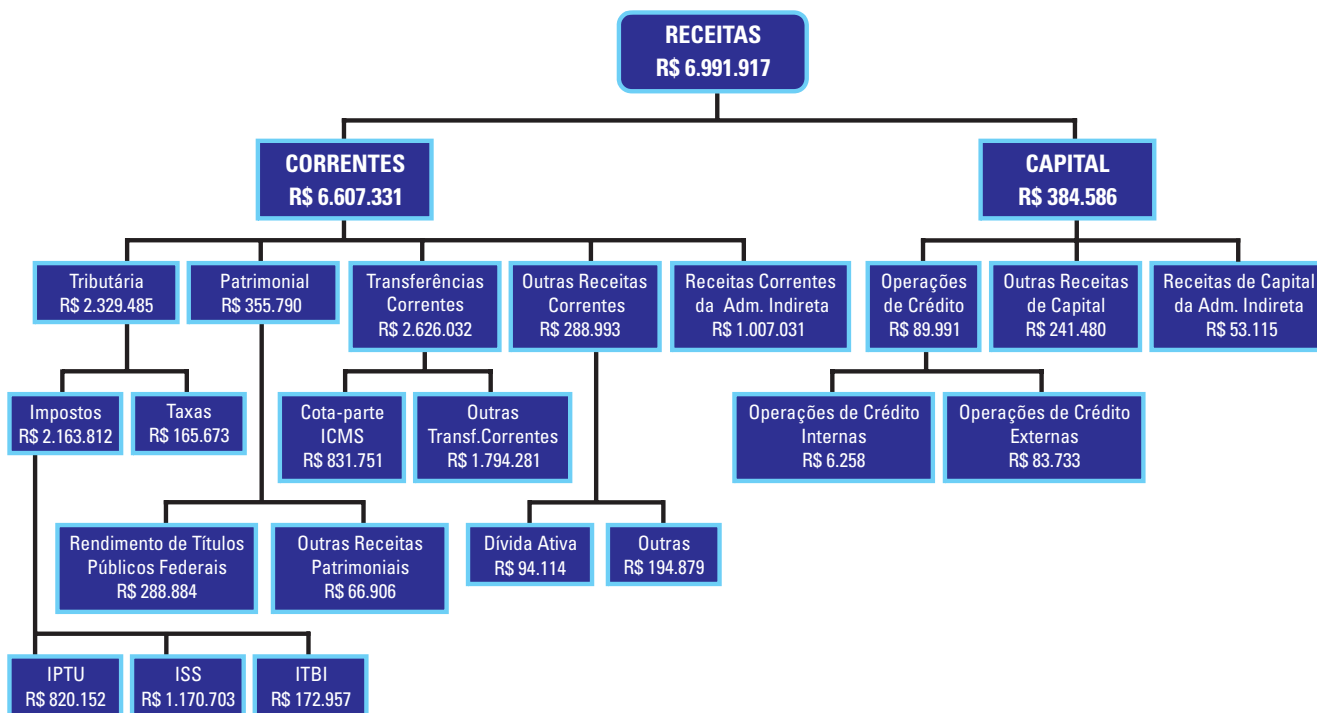 RECEITAS
R$ 6.991.917
CORRENTES
R$ 6.607.331
CAPITAL
R$ 384.586
Tributária
R$ 2.329.485
Patrimonial
R$ 355.790
Transferências
Correntes
R$ 2.626.032
Outras Receitas
Correntes
R$ 288.993
Receitas Correntes
da Adm. Indireta
R$ 1.007.031
Operações
de Crédito
R$ 89.991
Outras Receitas
de Capital
R$ 241.480
Receitas de Capital
da Adm. Indireta
R$ 53.115
Impostos
R$ 2.163.812
Taxas
R$ 165.673
Cota-parte
ICMS
R$ 831.751
Outras
Transf.Correntes
R$ 1.794.281
Operações de Crédito
Internas
R$ 6.258
Operações de Crédito
Externas
R$ 83.733
Rendimento de Títulos
Públicos Federais
R$ 288.884
Outras Receitas
Patrimoniais
R$ 66.906
Dívida Ativa
R$ 94.114
Outras
R$ 194.879
IPTU
R$ 820.152
ISS
R$ 1.170.703
ITBI
R$ 172.957